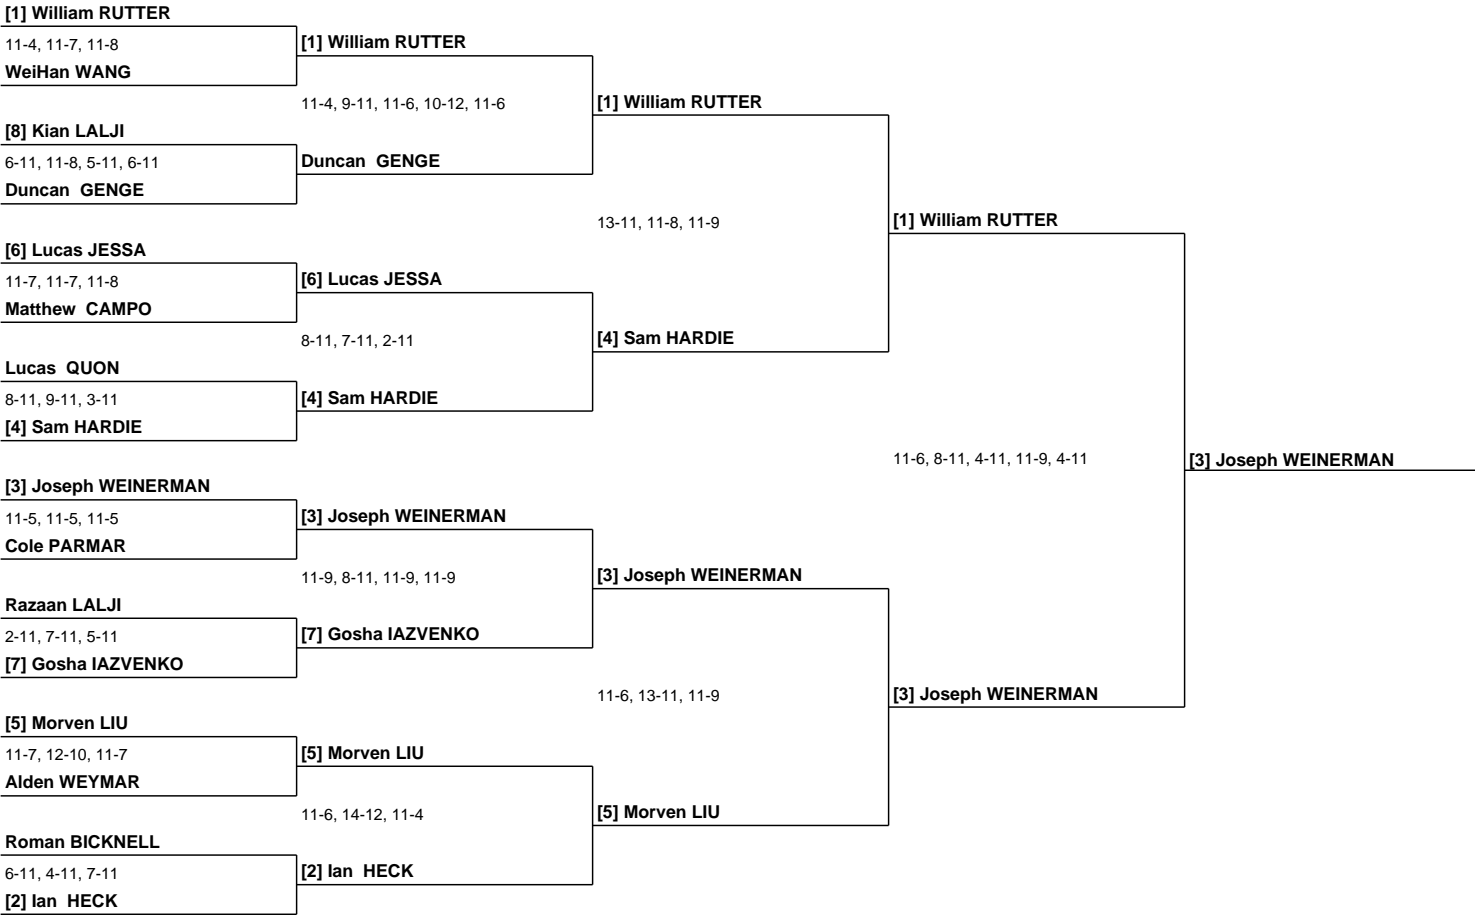 [1] William RUTTER
11-4, 11-7, 11-8
WeiHan WANG
[8] Kian LALJI
6-11, 11-8, 5-11, 6-11
Duncan GENGE
[6] Lucas JESSA
11-7, 11-7, 11-8
Matthew CAMPO
Lucas QUON
8-11, 9-11, 3-11
[4] Sam HARDIE
[3] Joseph WEINERMAN
11-5, 11-5, 11-5
Cole PARMAR
Razaan LALJI
2-11, 7-11, 5-11
[7] Gosha IAZVENKO
[5] Morven LIU
11-7, 12-10, 11-7
Alden WEYMAR
Roman BICKNELL
6-11, 4-11, 7-11
[2] Ian HECK
[1] William RUTTER
11-4, 9-11, 11-6, 10-12, 11-6
Duncan GENGE
[6] Lucas JESSA
8-11, 7-11, 2-11
[4] Sam HARDIE
[3] Joseph WEINERMAN
11-9, 8-11, 11-9, 11-9
[7] Gosha IAZVENKO
[5] Morven LIU
11-6, 14-12, 11-4
[2] Ian HECK
[1] William RUTTER
13-11, 11-8, 11-9
[4] Sam HARDIE
[3] Joseph WEINERMAN
11-6, 13-11, 11-9
[5] Morven LIU
[1] William RUTTER
11-6, 8-11, 4-11, 11-9, 4-11
[3] Joseph WEINERMAN
[3] Joseph WEINERMAN